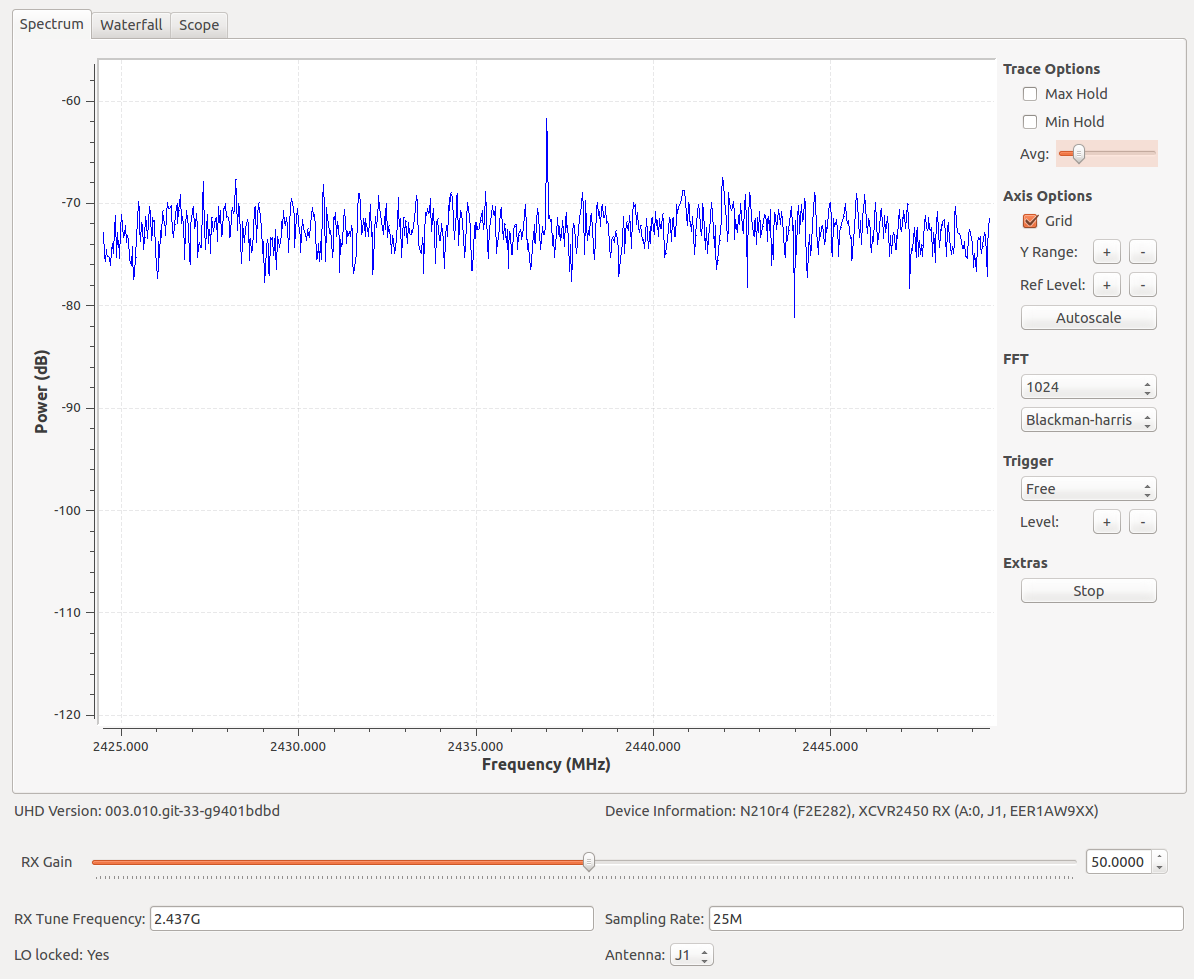 Spectrum Waterfall Scope
Trace Options
Max Hold
Min Hold
Avg:
Axis Options
Grid
Y Range: + -
Ref Level: + -
Autoscale
FFT
1024
Blackman-harris
Trigger
Free
Level: + -
Extras
Stop
Power (dB)
-60
-70
-80
-90
-100
-110
-120
2425.000 2430.000 2435.000 2440.000 2445.000
Frequency (MHz)
UHD Version: 003.010.git-33-g9401bdbd
Device Information: N210r4 (F2E282), XCVR2450 RX (A:0, J1, EER1AW9XX)
RX Gain 50.0000
RX Tune Frequency: 2.437G
Sampling Rate: 25M
LO locked: Yes
Antenna: J1